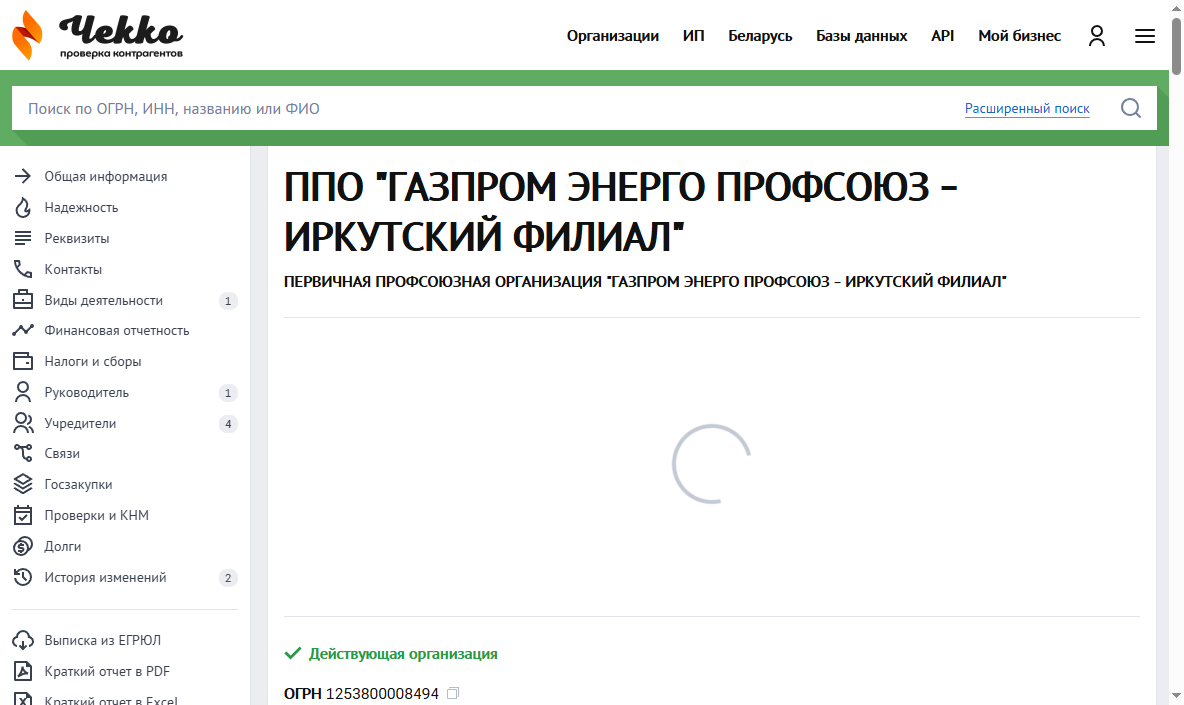 Чекко
проверка контрагентов
Организации ИП Беларусь Базы данных API Мой бизнес
Поиск по ОГРН, ИНН, названию или ФИО Расширенный поиск
Общая информация
Надежность
Реквизиты
Контакты
Виды деятельности 1
Финансовая отчетность
Налоги и сборы
Руководитель 1
Учредители 4
Связи
Госзакупки
Проверки и КНМ
Долги
История изменений 2
Выписка из ЕГРЮЛ
Краткий отчет в PDF
Краткий отчет в Excel
ППО "ГАЗПРОМ ЭНЕРГО ПРОФСОЮЗ –
ИРКУТСКИЙ ФИЛИАЛ"
ПЕРВИЧНАЯ ПРОФСОЮЗНАЯ ОРГАНИЗАЦИЯ "ГАЗПРОМ ЭНЕРГО ПРОФСОЮЗ – ИРКУТСКИЙ ФИЛИАЛ"
Действующая организация
ОГРН 1253800008494